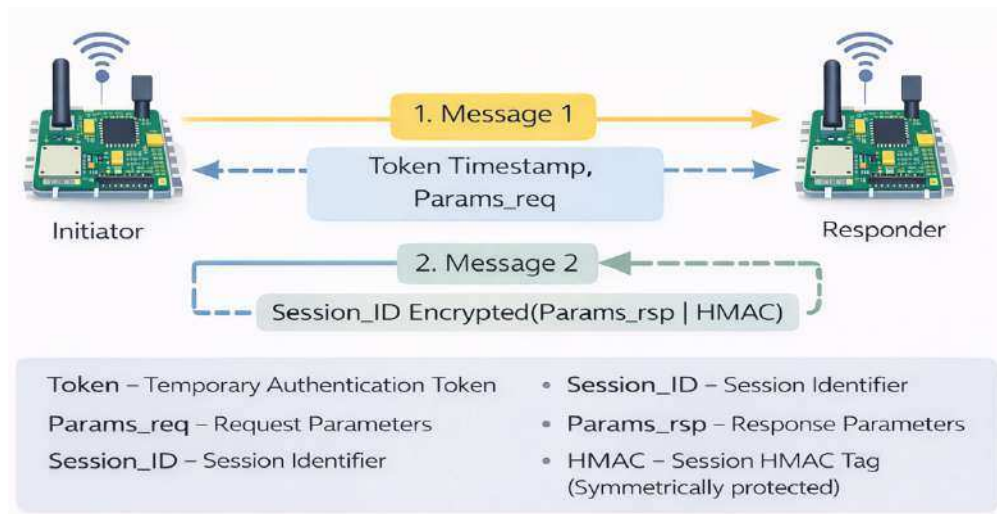 1. Message 1
Token Timestamp,
Params_req
Initiator
Responder
2. Message 2
Session_ID Encrypted(Params_rsp | HMAC)
Token – Temporary Authentication Token
Params_req – Request Parameters
Session_ID – Session Identifier
• Session_ID – Session Identifier
• Params_rsp – Response Parameters
• HMAC – Session HMAC Tag
(Symmetrically protected)